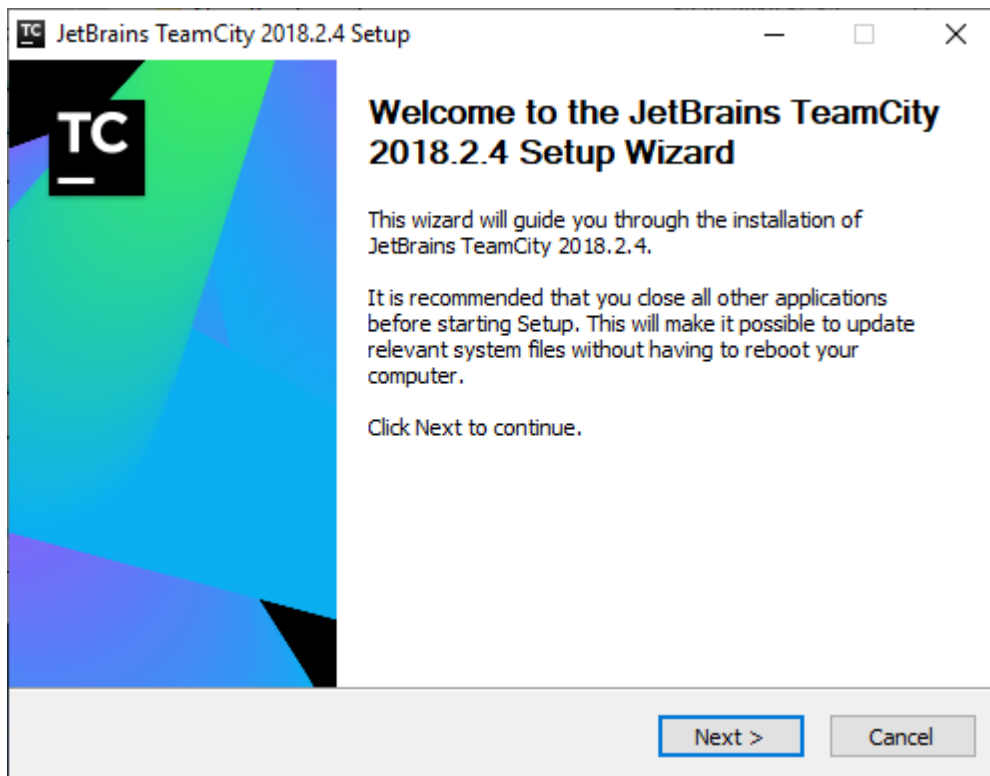 JetBrains TeamCity 2018.2.4 Setup
TC
Welcome to the JetBrains TeamCity
2018.2.4 Setup Wizard
This wizard will guide you through the installation of
JetBrains TeamCity 2018.2.4.
It is recommended that you close all other applications
before starting Setup. This will make it possible to update
relevant system files without having to reboot your
computer.
Click Next to continue.
Next >
Cancel